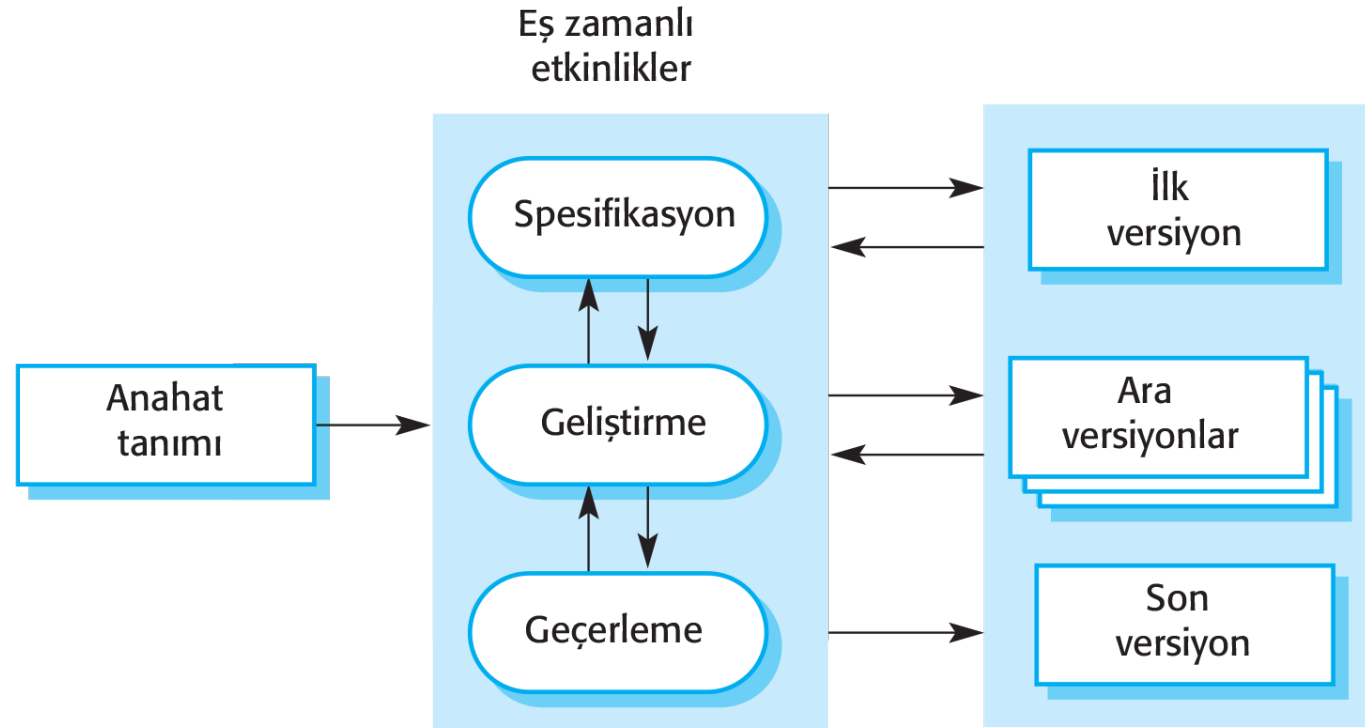 Eş zamanlı
etkinlikler
Spesifikasyon
İlk
versiyon
Anahat
tanımı
Geliştirme
Ara
versiyonlar
Geçerleme
Son
versiyon